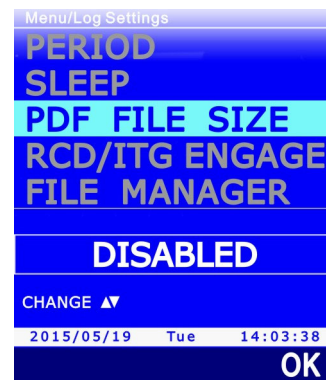 Menu/Log Settings
PERIOD
SLEEP
PDF FILE SIZE
RCD/ITG ENGAGE
FILE MANAGER
DISABLED
CHANGE ▲▼
2015/05/19 Tue 14:03:38
OK